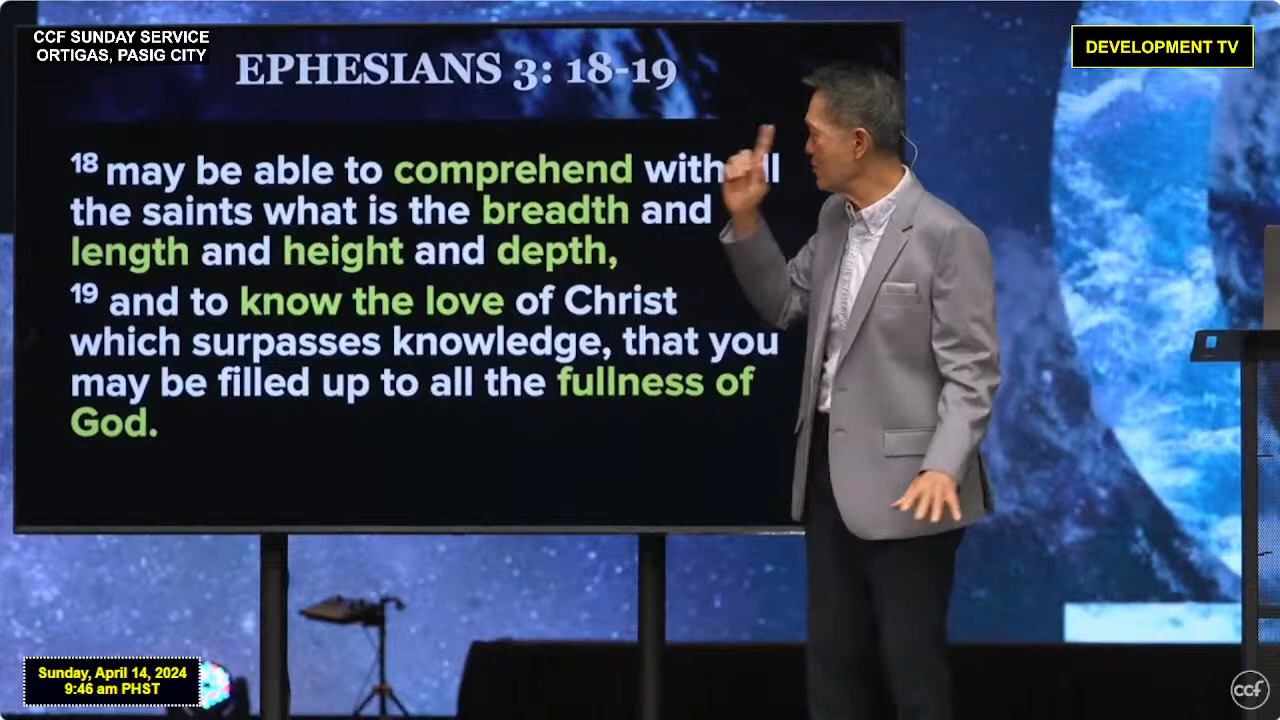 CCF SUNDAY SERVICE
ORTIGAS, PASIG CITY
DEVELOPMENT TV
EPHESIANS 3: 18-19
18 may be able to comprehend with
the saints what is the breadth and
length and height and depth,
19 and to know the love of Christ
which surpasses knowledge, that you
may be filled up to all the fullness of
God.
Sunday, April 14, 2024
9:46 am PHST
ccf